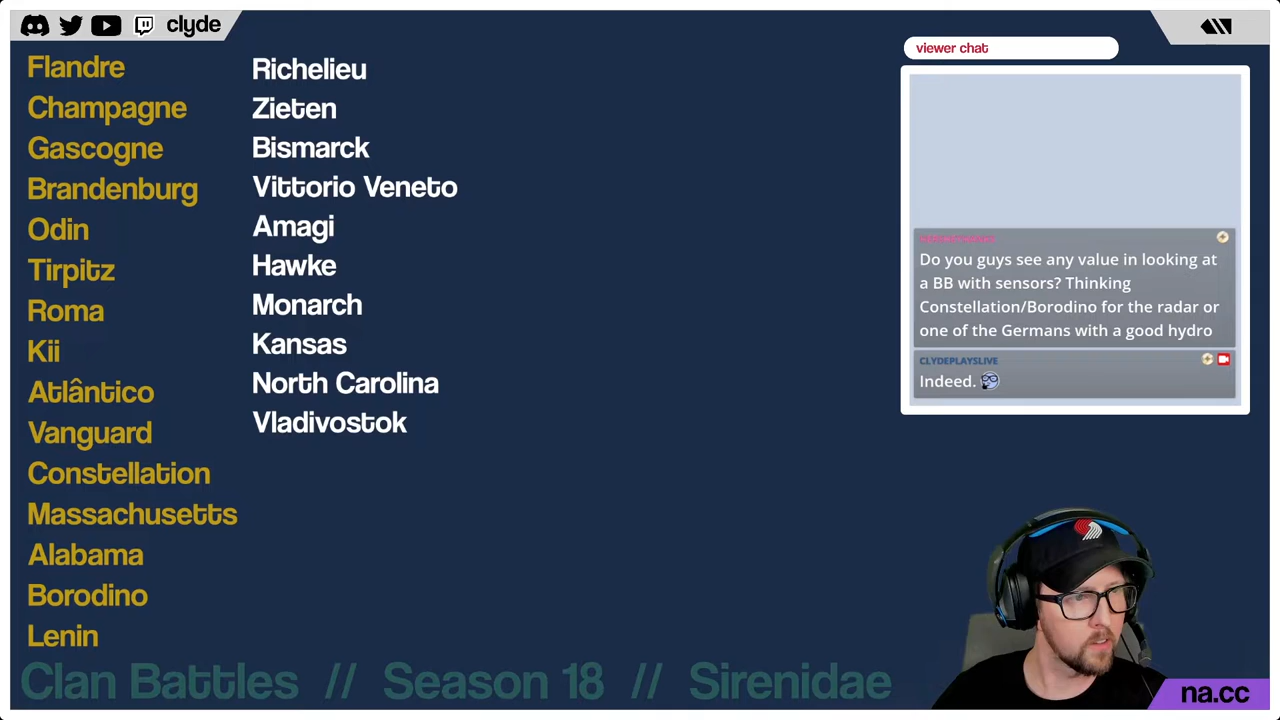 clyde
Flandre
Champagne
Gascogne
Brandenburg
Odin
Tirpitz
Roma
Kii
Atlântico
Vanguard
Constellation
Massachusetts
Alabama
Borodino
Lenin
Richelieu
Zieten
Bismarck
Vittorio Veneto
Amagi
Hawke
Monarch
Kansas
North Carolina
Vladivostok
viewer chat
Do you guys see any value in looking at
a BB with sensors? Thinking
Constellation/Borodino for the radar or
one of the Germans with a good hydro
CLYDEPLAYSLIVE
Indeed.
Clan Battles // Season 18 // Sirenidae
na.cc